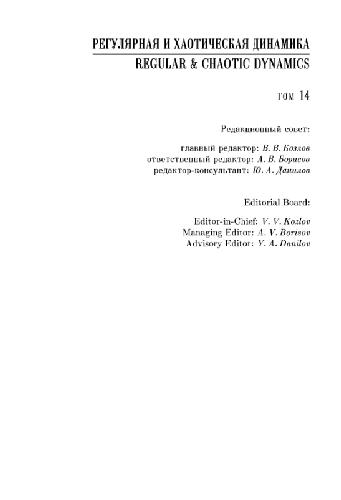 РЕГУЛЯРНАЯ И ХАОТИЧЕСКАЯ ДИНАМИКА
REGULAR & CHAOTIC DYNAMICS
ТОМ 14
Редакционный совет:
главный редактор: В. В. Козлов
ответственный редактор: А. В. Борисов
редактор-консультант: Ю. А. Данилов
Editorial Board:
Editor-in-Chief: V. V. Kozlov
Managing Editor: A. V. Borisov
Advisory Editor: Y. A. Danilov